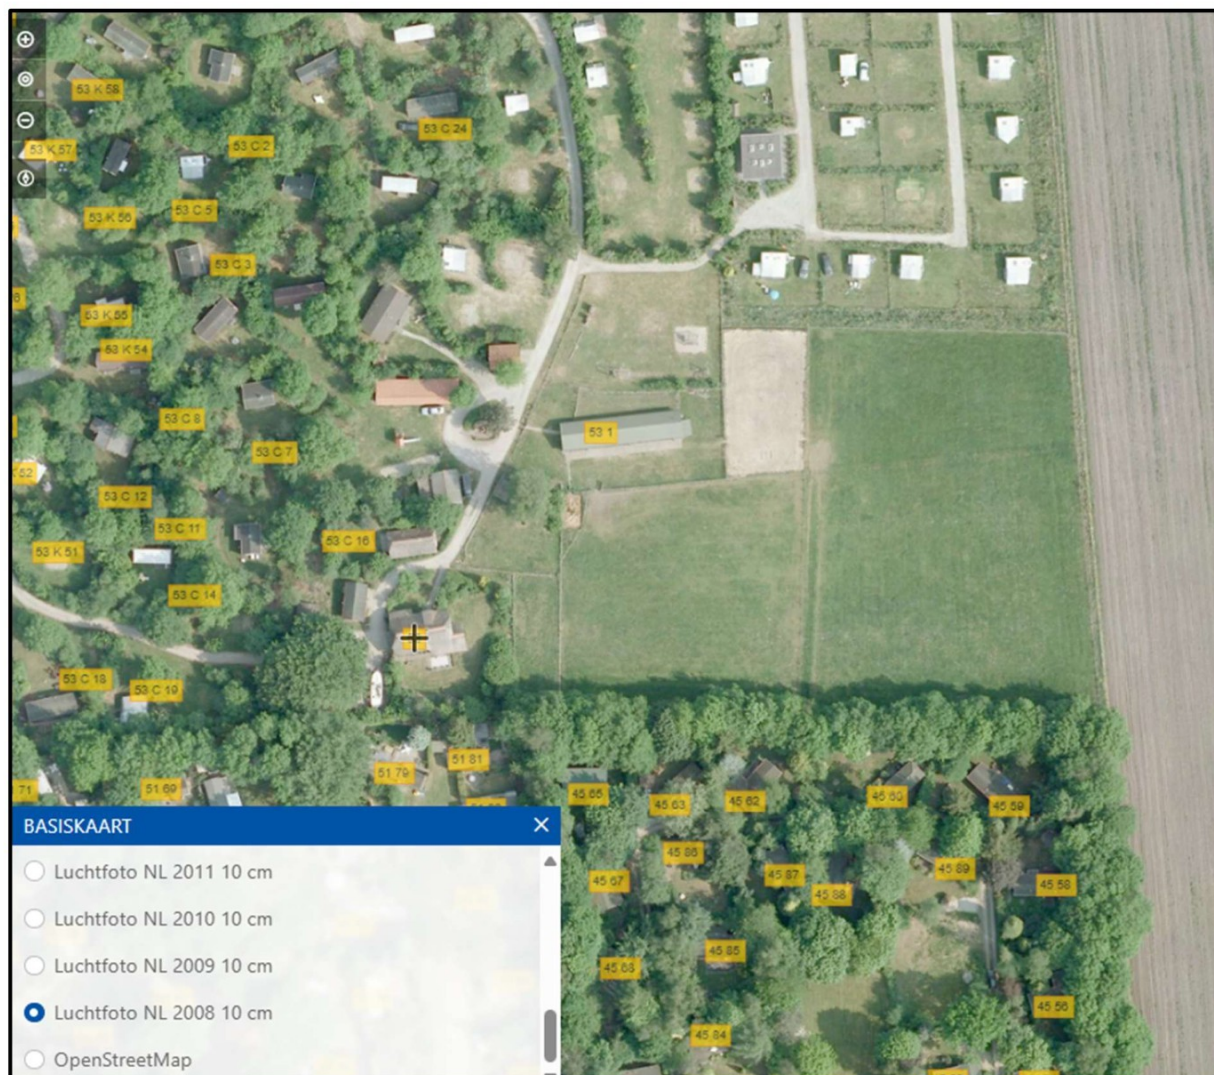 53 K 58
53 C 24
53 K 57
53 C 2
53 K 56
53 C 5
53 C 3
53 K 55
53 K 54
53 C 8
53 1
53 C 7
53 C 12
53 C 11
53 C 16
53 K 51
53 C 14
53 C 18
53 C 19
51 79
51 81
71
51 69
45 65
45 63
45 62
45 60
45 59
BASISKAART
Luchtfoto NL 2011 10 cm
Luchtfoto NL 2010 10 cm
Luchtfoto NL 2009 10 cm
Luchtfoto NL 2008 10 cm
OpenStreetMap
45 86
45 67
45 87
45 88
45 89
45 58
45 85
45 68
45 56
45 84